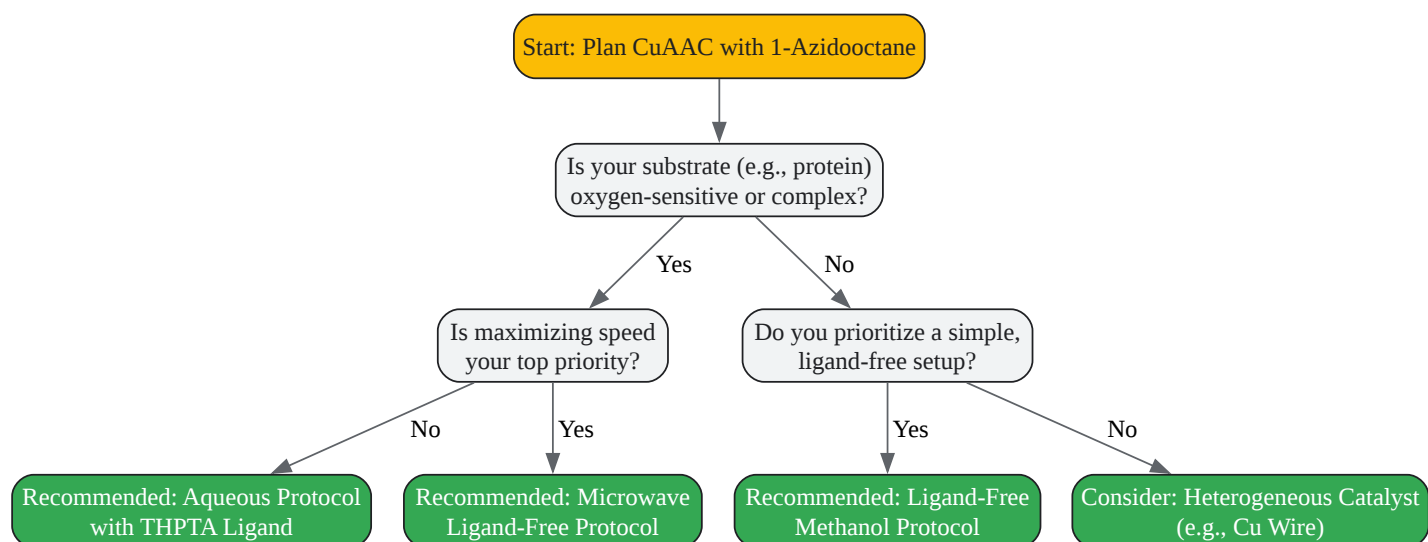 Start: Plan CuAAC with 1-Azidooctane
Is your substrate (e.g., protein)
oxygen-sensitive or complex?
Yes
No
Is maximizing speed
your top priority?
Do you prioritize a simple,
ligand-free setup?
No
Yes
Yes
No
Recommended: Aqueous Protocol
with THPTA Ligand
Recommended: Microwave
Ligand-Free Protocol
Recommended: Ligand-Free
Methanol Protocol
Consider: Heterogeneous Catalyst
(e.g., Cu Wire)